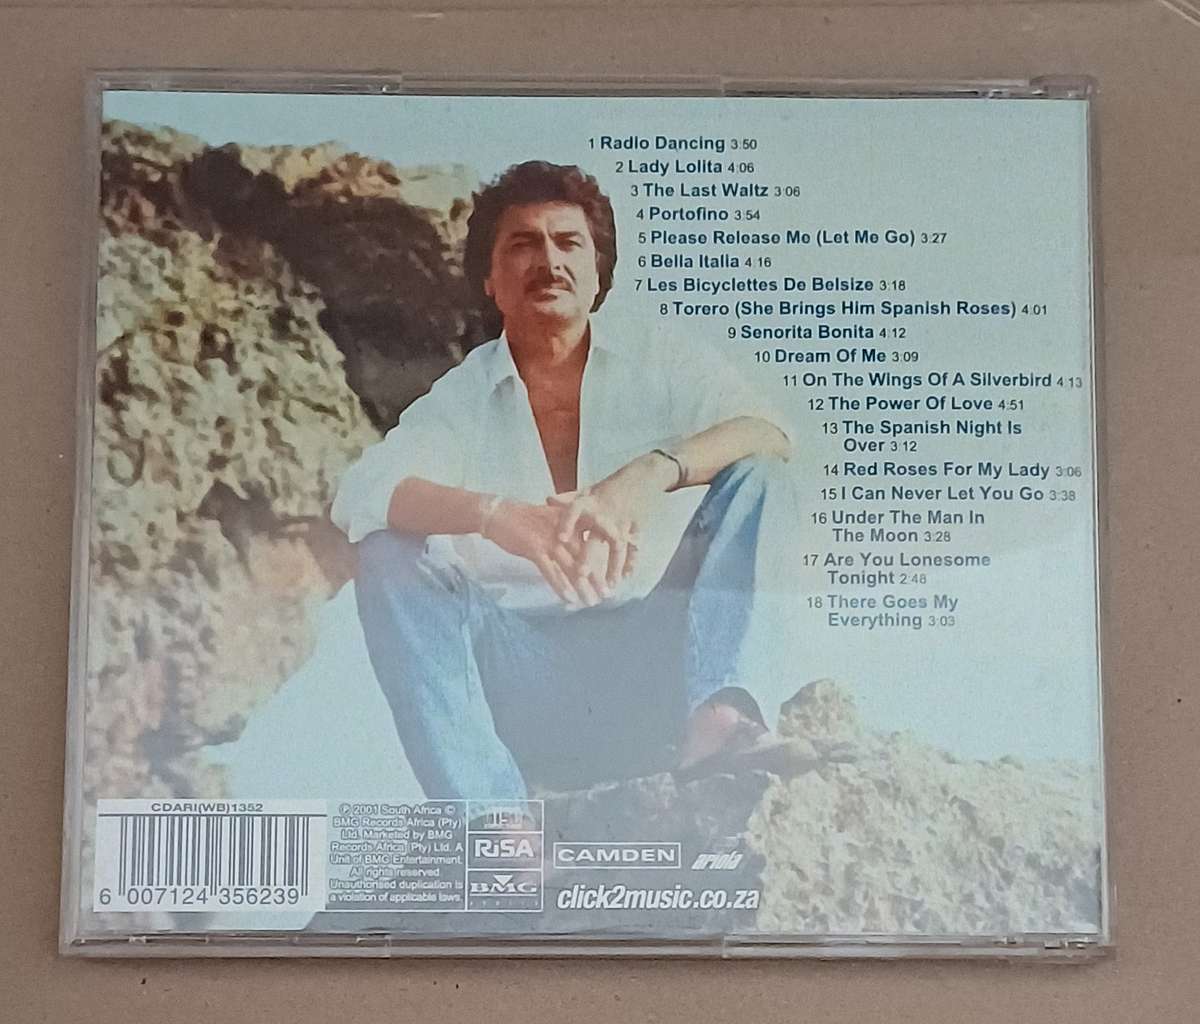 1 Radio Dancing 3:50
2 Lady Lolita 4:06
3 The Last Waltz 3:06
4 Portofino 3:54
5 Please Release Me (Let Me Go) 3:27
6 Bella Italia 4:16
7 Les Bicyclettes De Belsize 3:18
8 Torero (She Brings Him Spanish Roses) 4:01
9 Senorita Bonita 4:12
10 Dream Of Me 3:09
11 On The Wings Of A Silverbird 4:13
12 The Power Of Love 4:51
13 The Spanish Night Is
Over 3:12
14 Red Roses For My Lady 3:06
15 I Can Never Let You Go 3:38
16 Under The Man In
The Moon 3:28
17 Are You Lonesome
Tonight 2:48
18 There Goes My
Everything 3:03
CDARI(WB)1352
6 007124 356239
℗ 2001 South Africa ©
BMG Records Africa (Pty)
Ltd. Marketed by BMG
Records Africa (Pty) Ltd. A
Unit of BMG Entertainment.
All rights reserved.
Unauthorised duplication is
a violation of applicable laws.
RiSA
BMG
CAMDEN
ariola
click2music.co.za